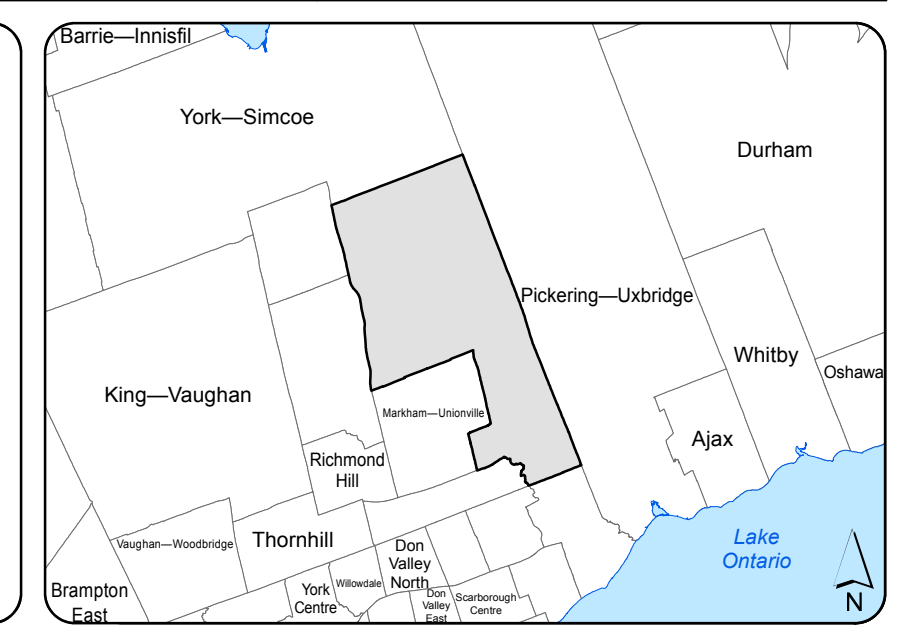 Barrie—Innisfil
York—Simcoe
Durham
Pickering—Uxbridge
Whitby
Oshawa
King—Vaughan
Markham—Unionville
Ajax
Richmond
Hill
Vaughan—Woodbridge
Thornhill
Lake
Ontario
Don
Valley
North
Brampton
East
York
Centre
Willowdale
Don
Valley
East
Scarborough
Centre
N